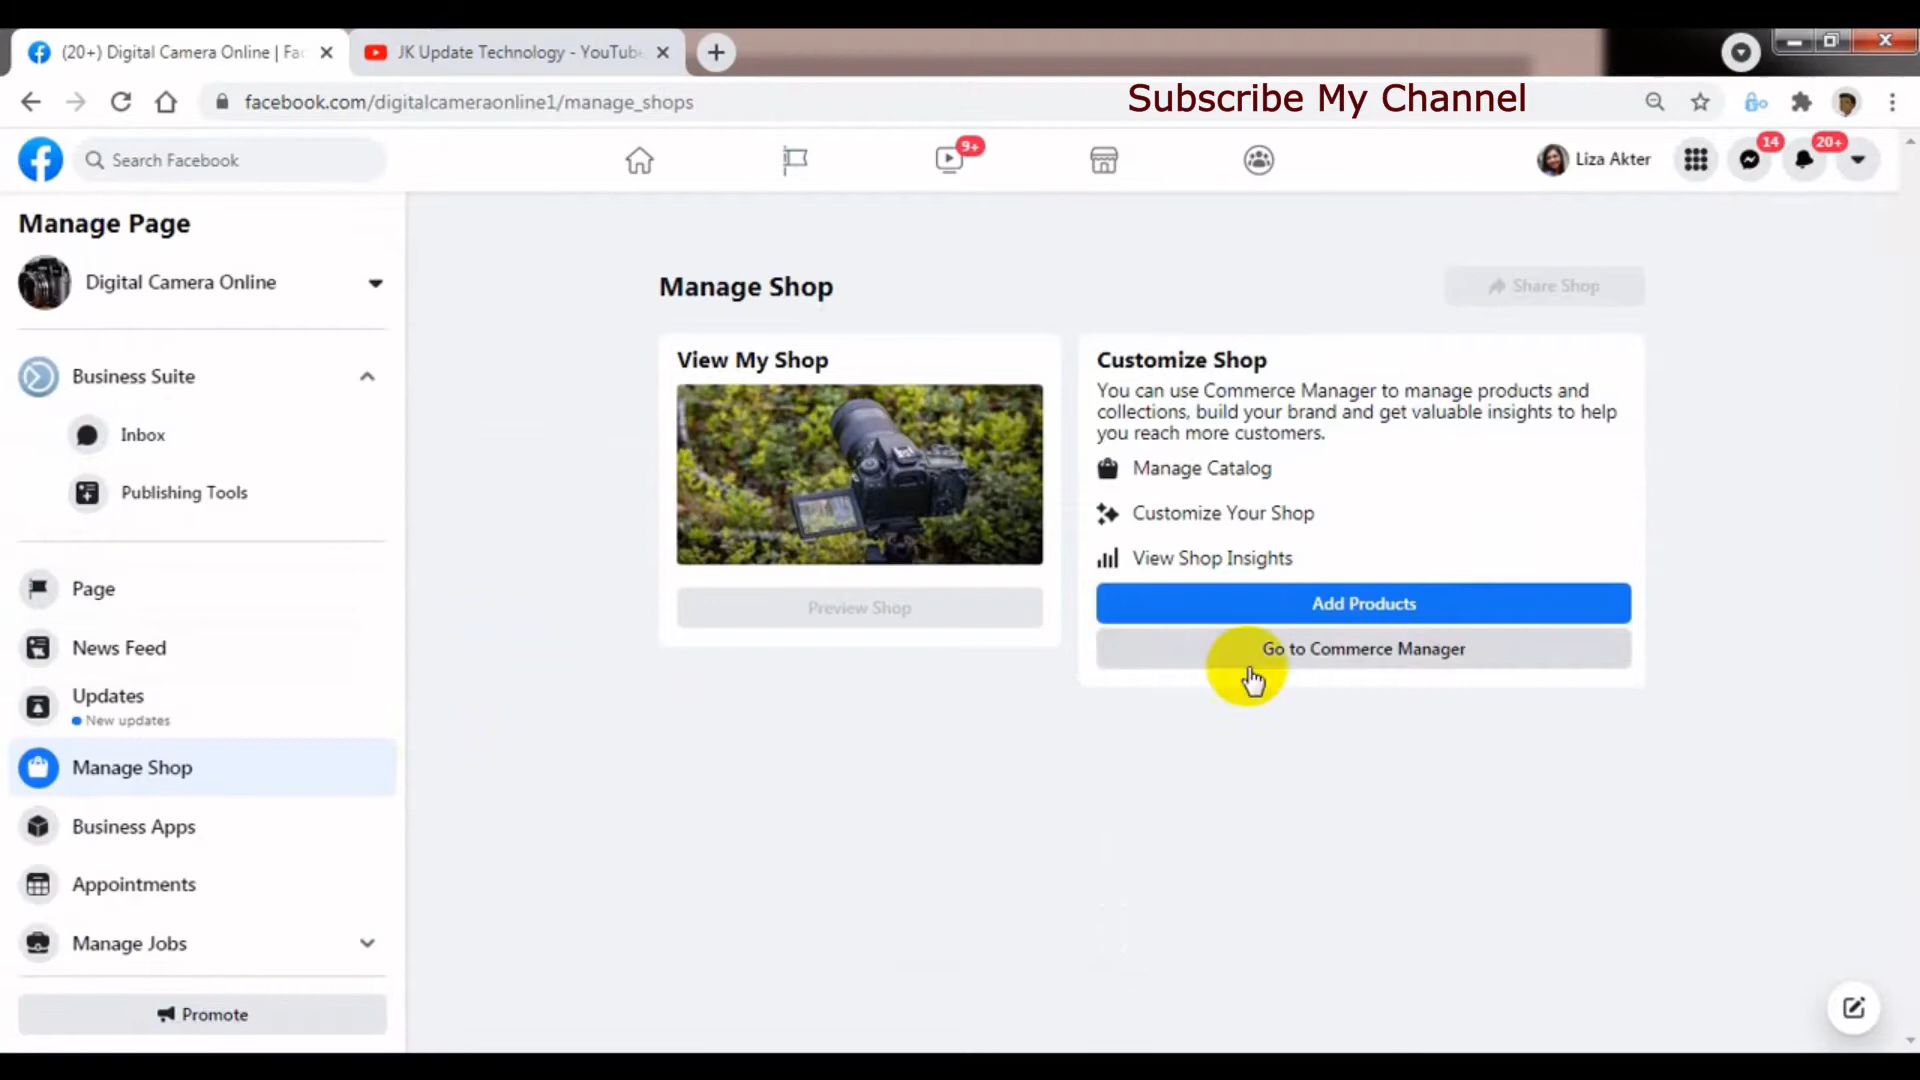 (20+) Digital Camera Online | Fac
JK Update Technology - YouTube
facebook.com/digitalcameraonline1/manage_shops
Subscribe My Channel
Search Facebook
9+
Liza Akter
14
20+
Manage Page
Digital Camera Online
Business Suite
Inbox
Publishing Tools
Page
News Feed
Updates
New updates
Manage Shop
Business Apps
Appointments
Manage Jobs
Promote
Manage Shop
Share Shop
View My Shop
Preview Shop
Customize Shop
You can use Commerce Manager to manage products and
collections, build your brand and get valuable insights to help
you reach more customers.
Manage Catalog
Customize Your Shop
View Shop Insights
Add Products
Go to Commerce Manager